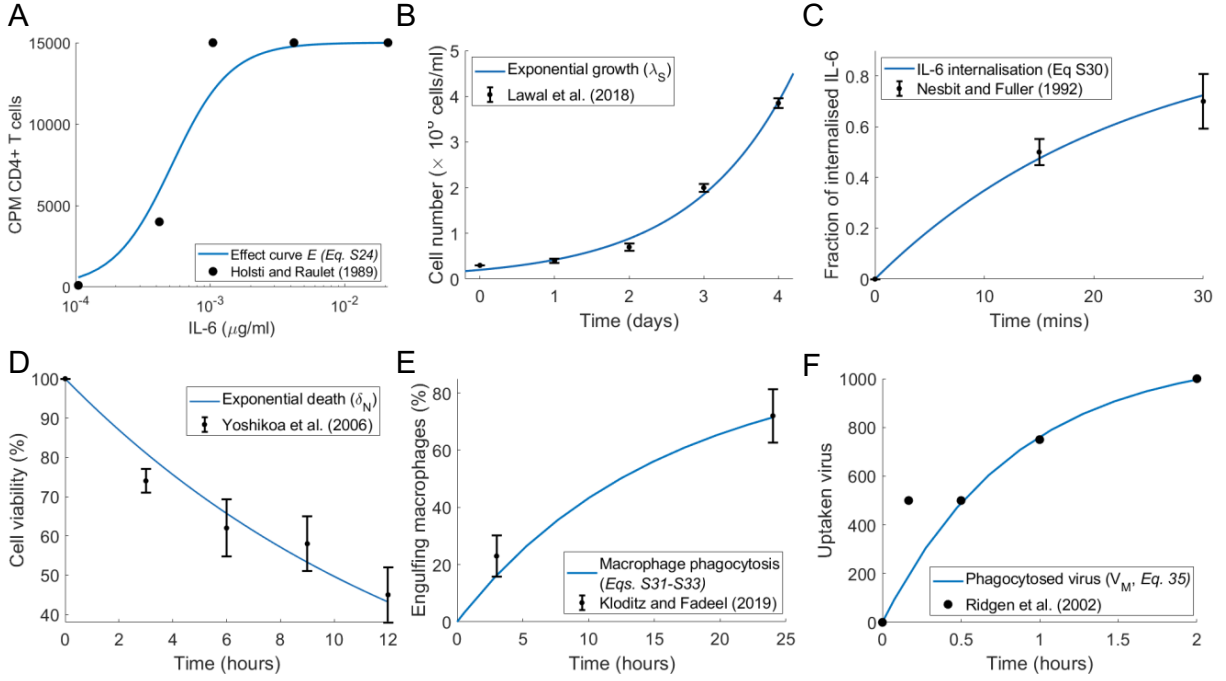 A
15000
10000
5000
0
CPM CD4+ T cells
10⁻⁴
10⁻³
10⁻²
IL-6 (μg/ml)
Effect curve E (Eq. S24)
Holsti and Raulet (1989)
B
5
4
3
2
1
0
Cell number (× 10 cells/ml)
0
1
2
3
4
Time (days)
Exponential growth (λ_S)
Lawal et al. (2018)
C
0.8
0.6
0.4
0.2
0
Fraction of internalised IL-6
0
10
20
30
Time (mins)
IL-6 internalisation (Eq S30)
Nesbit and Fuller (1992)
D
100
90
80
70
60
50
40
Cell viability (%)
0
2
4
6
8
10
12
Time (hours)
Exponential death (δ_N)
Yoshikoa et al. (2006)
E
80
60
40
20
0
Engulfing macrophages (%)
0
5
10
15
20
25
Time (hours)
Macrophage phagocytosis
(Eqs. S31-S33)
Kloditz and Fadeel (2019)
F
1000
800
600
400
200
0
Uptaken virus
0
0.5
1
1.5
2
Time (hours)
Phagocytosed virus (V_M, Eq. 35)
Ridgen et al. (2002)